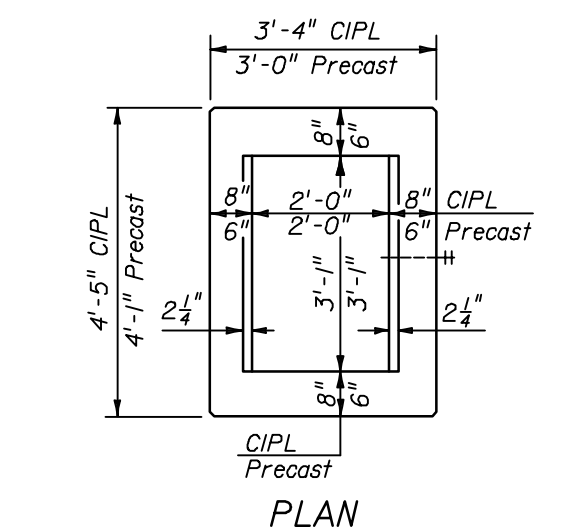 3'-4" CIPL
3'-0" Precast
8"
6"
8"
2'-0"
8"
CIPL
6"
2'-0"
6"
Precast
4'-5" CIPL
4'-1" Precast
3'-1"
3'-1"
2 1/4"
2 1/4"
8"
6"
CIPL
Precast
PLAN